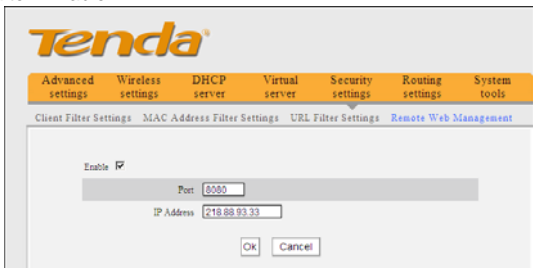 Tenda
Advanced settings Wireless settings DHCP server Virtual server Security settings Routing settings System tools
Client Filter Settings MAC Address Filter Settings URL Filter Settings Remote Web Management
Enable
Port 8080
IP Address 218.88.93.33
Ok Cancel